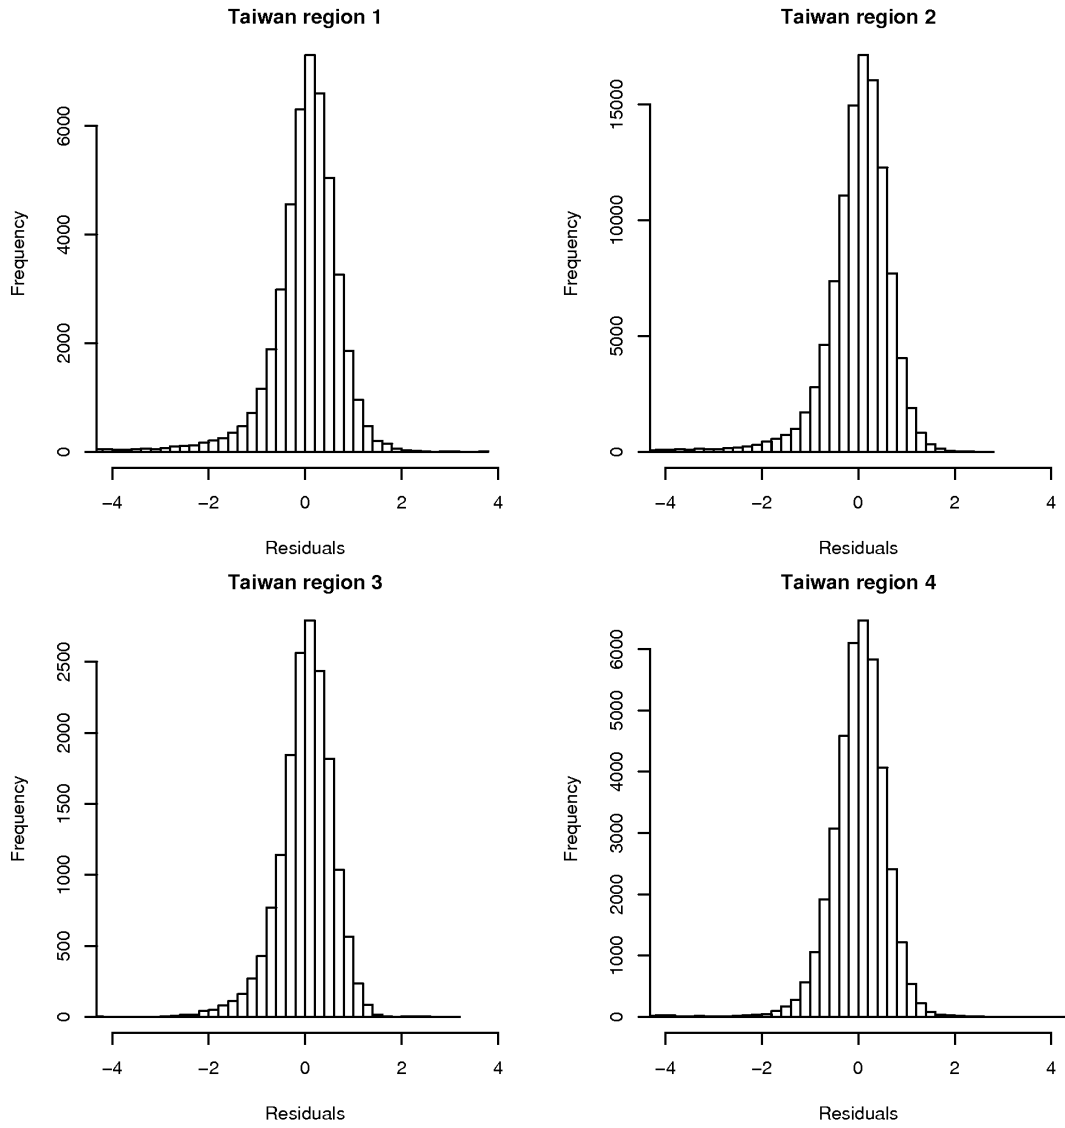 Taiwan region 1
Frequency
6000
4000
2000
0
−4 −2 0 2 4
Residuals
Taiwan region 2
Frequency
15000
10000
5000
0
−4 −2 0 2 4
Residuals
Taiwan region 3
Frequency
2500
2000
1500
1000
500
0
−4 −2 0 2 4
Residuals
Taiwan region 4
Frequency
6000
5000
4000
3000
2000
1000
0
−4 −2 0 2 4
Residuals